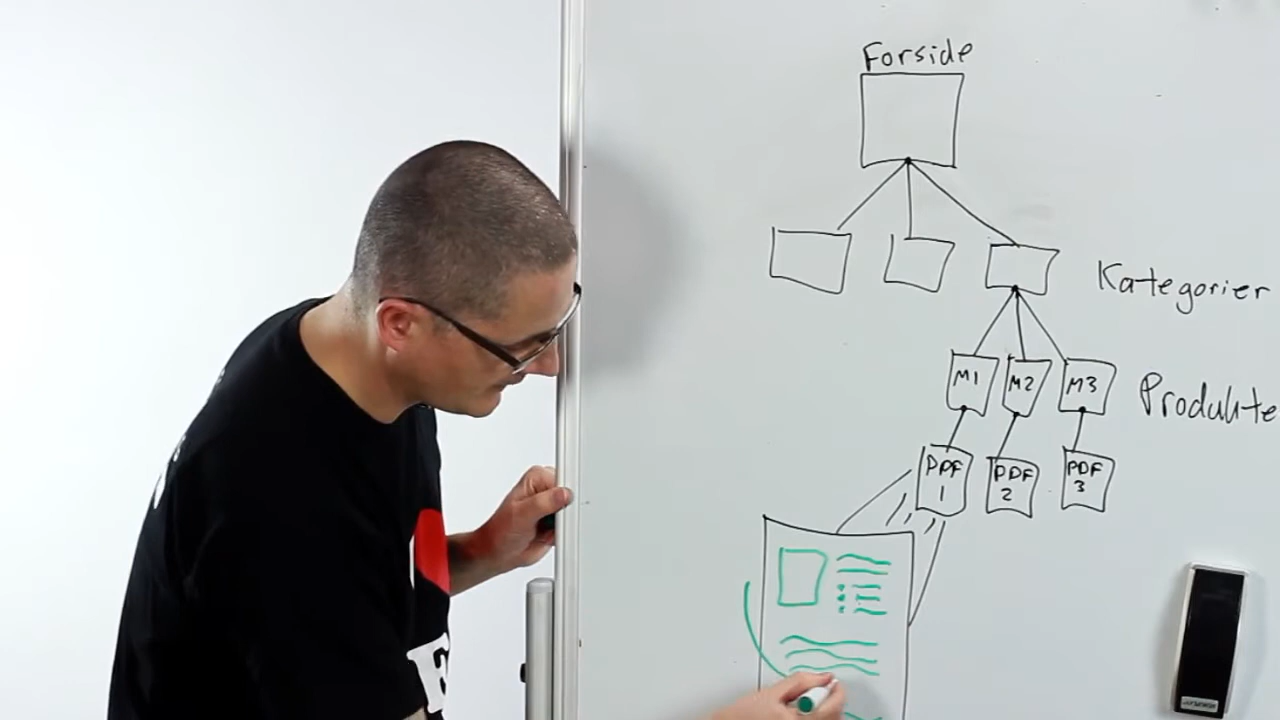 Forside
Kategorier
M1 M2 M3
Produkte
PDF PDF PDF
1 2 3